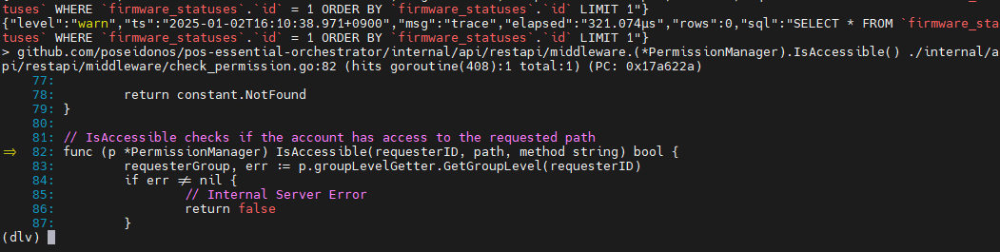 tuses` WHERE `firmware_statuses`.`id` = 1 ORDER BY `firmware_statuses`.`id` LIMIT 1"}
{"level":"warn","ts":"2025-01-02T16:10:38.971+0900","msg":"trace","elapsed":"321.074µs","rows":0,"sql":"SELECT * FROM `firmware_sta
tuses` WHERE `firmware_statuses`.`id` = 1 ORDER BY `firmware_statuses`.`id` LIMIT 1"}
> github.com/poseidonos/pos-essential-orchestrator/internal/api/restapi/middleware.(*PermissionManager).IsAccessible() ./internal/a
pi/restapi/middleware/check_permission.go:82 (hits goroutine(408):1 total:1) (PC: 0x17a622a)
77:
78: return constant.NotFound
79: }
80:
81: // IsAccessible checks if the account has access to the requested path
=> 82: func (p *PermissionManager) IsAccessible(requesterID, path, method string) bool {
83: requesterGroup, err := p.groupLevelGetter.GetGroupLevel(requesterID)
84: if err ≠ nil {
85: // Internal Server Error
86: return false
87: }
(dlv)